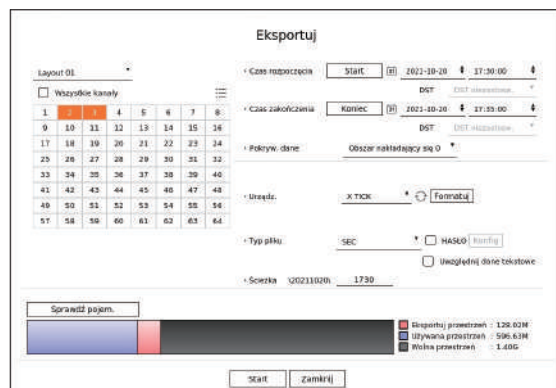 Eksportuj
Layout 01
Wszystkie kanały
1 2 3 4 5 6 7 8
9 10 11 12 13 14 15 16
17 18 19 20 21 22 23 24
25 26 27 28 29 30 31 32
33 34 35 36 37 38 39 40
41 42 43 44 45 46 47 48
49 50 51 52 53 54 55 56
57 58 59 60 61 62 63 64
• Czas rozpoczęcia Start 2021-10-20 17:30:00
DST DST niezastosow.
• Czas zakończenia Koniec 2021-10-20 17:35:00
DST DST niezastosow.
• Pokryw. dane Obszar nakładający się 0
• Urządz. X TICK Formatuj
• Typ pliku SEC HASŁO Konfig
Uwzględnij dane tekstowe
• Ścieżka \20211020\ 1730
Sprawdź pojem.
Eksportuj przestrzeń : 128.02M
Używana przestrzeń : 596.63M
Wolna przestrzeń : 1.40G
Start Zamknij